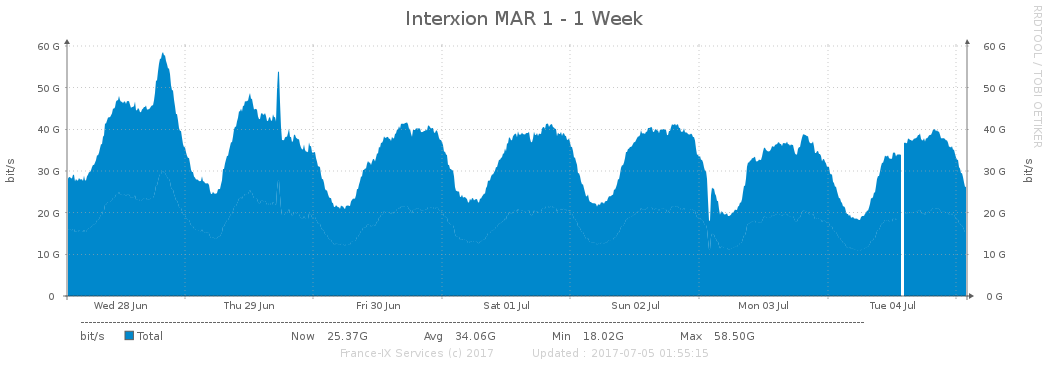 Interxion MAR 1 - 1 Week
RRDTOOL / TOBI OETIKER
60 G 60 G
50 G 50 G
40 G 40 G
30 G 30 G
20 G 20 G
10 G 10 G
0 0 G
bit/s bit/s
Wed 28 Jun Thu 29 Jun Fri 30 Jun Sat 01 Jul Sun 02 Jul Mon 03 Jul Tue 04 Jul
bit/s Total Now 25.37G Avg 34.06G Min 18.02G Max 58.50G
France-IX Services (c) 2017 Updated : 2017-07-05 01:55:15